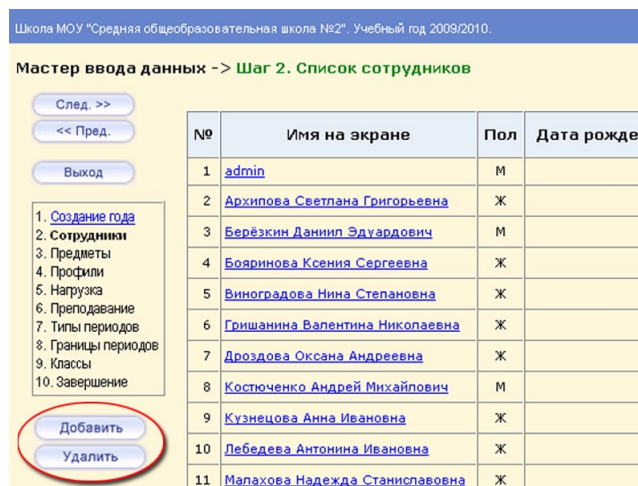 Школа МОУ "Средняя общеобразовательная школа №2". Учебный год 2009/2010.
Мастер ввода данных -> Шаг 2. Список сотрудников
След. >>
<< Пред.
Выход
1. Создание года
2. Сотрудники
3. Предметы
4. Профили
5. Нагрузка
6. Преподавание
7. Типы периодов
8. Границы периодов
9. Классы
10. Завершение
Добавить
Удалить
№ Имя на экране Пол Дата рожде
1 admin М
2 Архипова Светлана Григорьевна Ж
3 Берёзкин Даниил Эдуардович М
4 Бояринова Ксения Сергеевна Ж
5 Виноградова Нина Степановна Ж
6 Гришанина Валентина Николаевна Ж
7 Дроздова Оксана Андреевна Ж
8 Костюченко Андрей Михайлович М
9 Кузнецова Анна Ивановна Ж
10 Лебедева Антонина Ивановна Ж
11 Малахова Надежда Станиславовна Ж